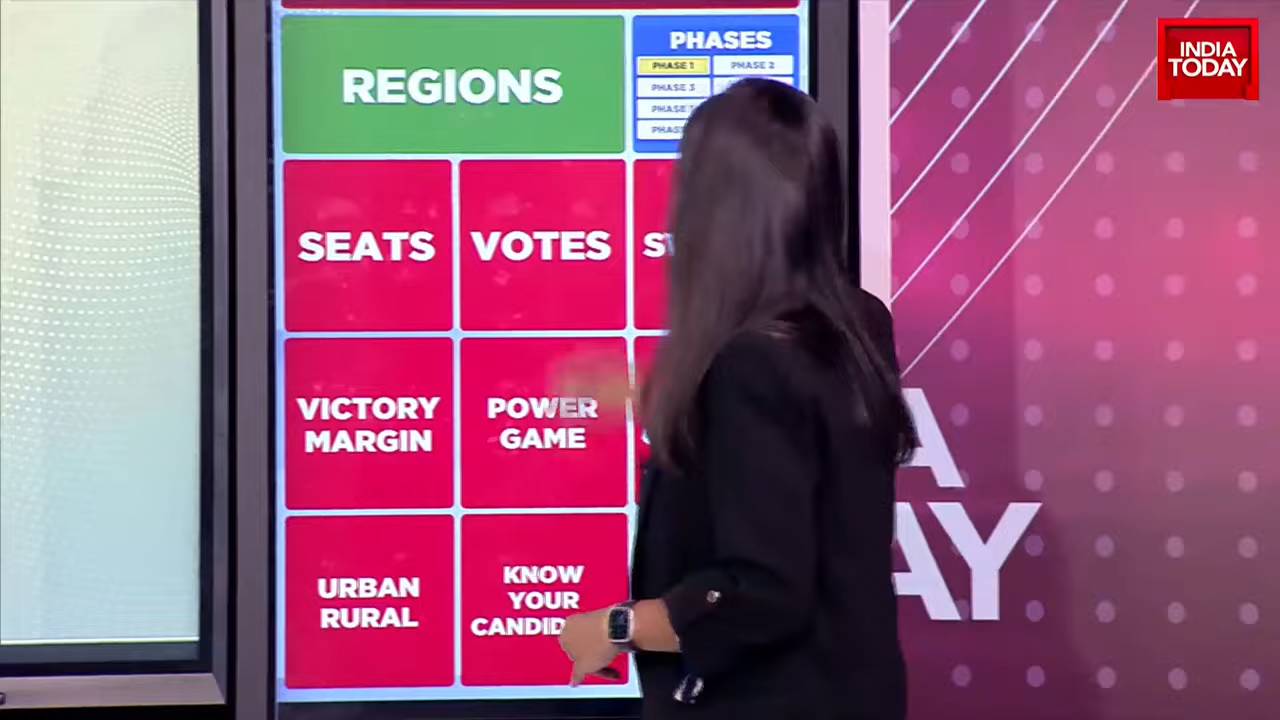 REGIONS
PHASES
PHASE 1
PHASE 2
PHASE 3
INDIA
TODAY
SEATS
VOTES
VICTORY
MARGIN
POWER
GAME
URBAN
RURAL
KNOW
YOUR